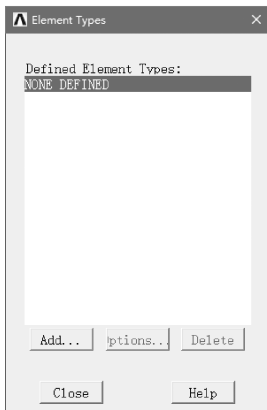 Element Types
Defined Element Types:
NONE DEFINED
Add...
ptions...
Delete
Close
Help